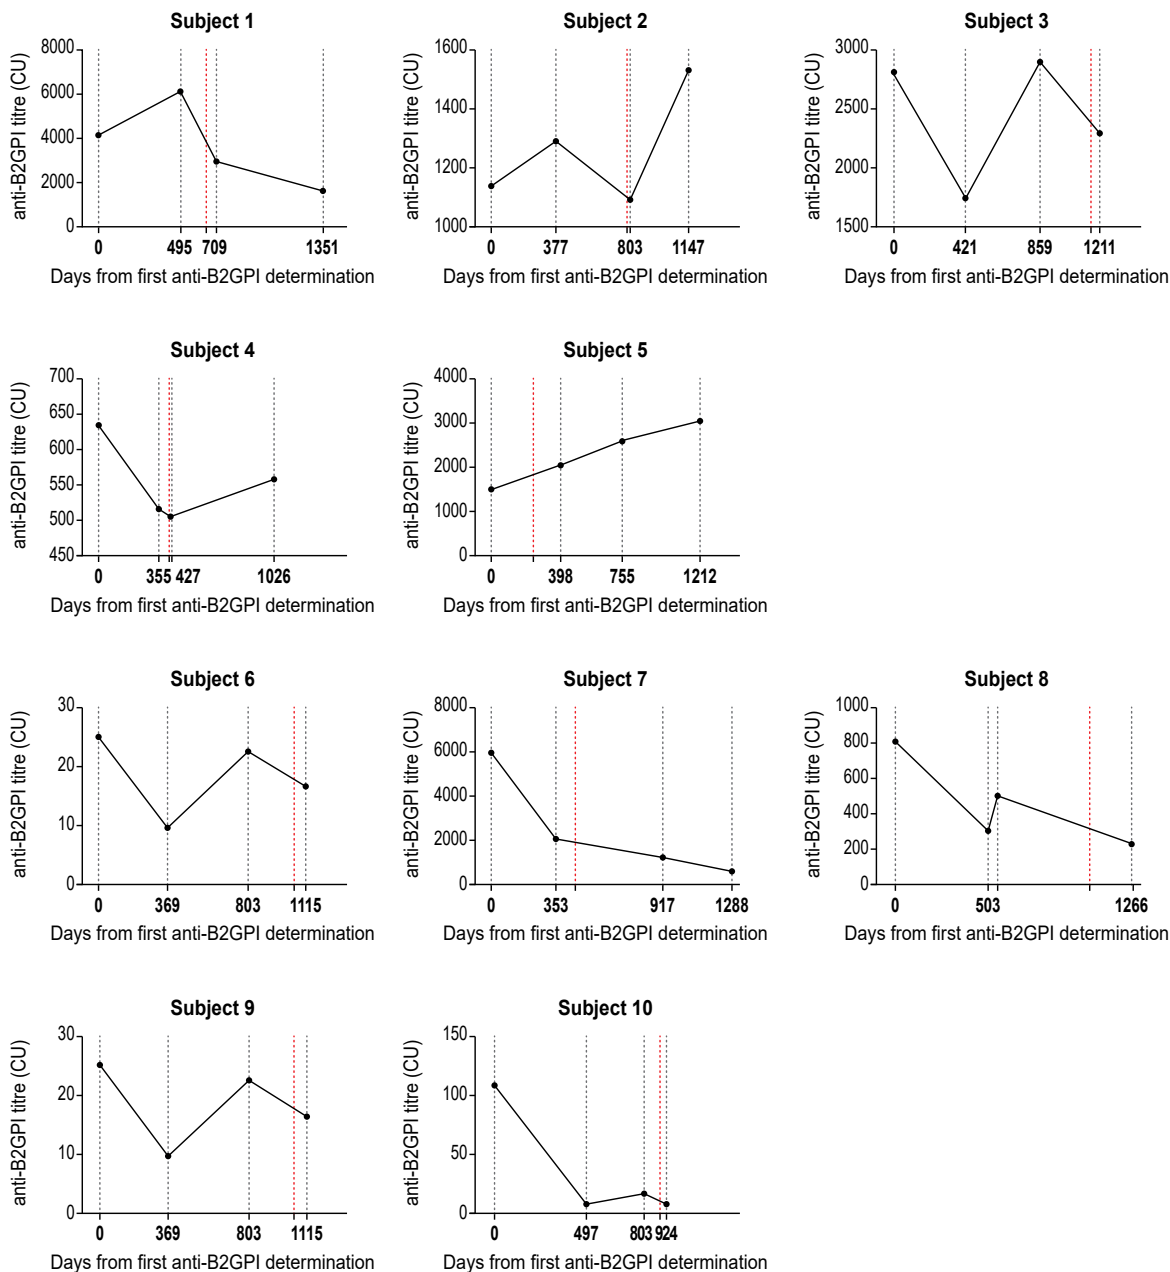 Subject 1
anti-B2GPI titre (CU)
8000
6000
4000
2000
0
0 495 709 1351
Days from first anti-B2GPI determination
Subject 2
anti-B2GPI titre (CU)
1600
1400
1200
1000
0 377 803 1147
Days from first anti-B2GPI determination
Subject 3
anti-B2GPI titre (CU)
3000
2500
2000
1500
0 421 859 1211
Days from first anti-B2GPI determination
Subject 4
anti-B2GPI titre (CU)
700
650
600
550
500
450
0 355 427 1026
Days from first anti-B2GPI determination
Subject 5
anti-B2GPI titre (CU)
4000
3000
2000
1000
0
0 398 755 1212
Days from first anti-B2GPI determination
Subject 6
anti-B2GPI titre (CU)
30
20
10
0
0 369 803 1115
Days from first anti-B2GPI determination
Subject 7
anti-B2GPI titre (CU)
8000
6000
4000
2000
0
0 353 917 1288
Days from first anti-B2GPI determination
Subject 8
anti-B2GPI titre (CU)
1000
800
600
400
200
0
0 503 1266
Days from first anti-B2GPI determination
Subject 9
anti-B2GPI titre (CU)
30
20
10
0
0 369 803 1115
Days from first anti-B2GPI determination
Subject 10
anti-B2GPI titre (CU)
150
100
50
0
0 497 803 924
Days from first anti-B2GPI determination